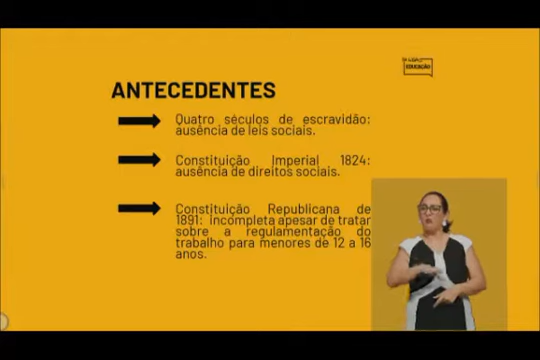 EDUCAÇÃO
ANTECEDENTES
Quatro séculos de escravidão:
ausência de leis sociais.
Constituição Imperial 1824:
ausência de direitos sociais.
Constituição Republicana de
1891: incompleta apesar de tratar
sobre a regulamentação do
trabalho para menores de 12 a 16
anos.